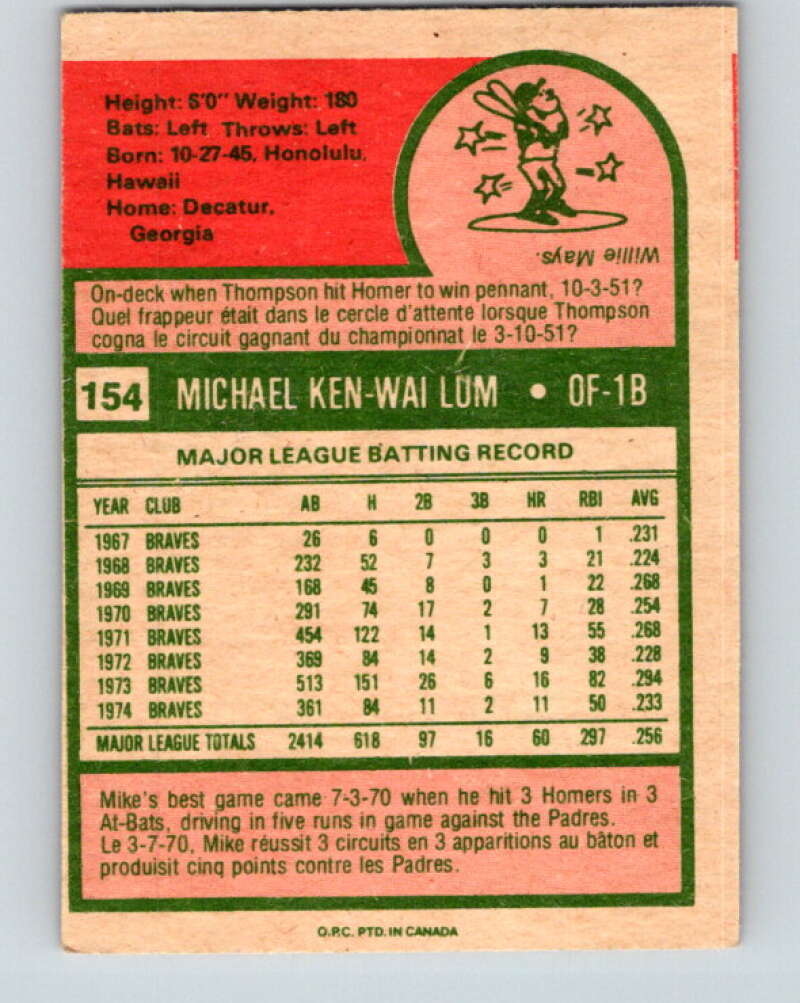 Height: 6'0" Weight: 180
Bats: Left Throws: Left
Born: 10-27-45, Honolulu,
Hawaii
Home: Decatur,
Georgia
Willie Mays.
On-deck when Thompson hit Homer to win pennant, 10-3-51?
Quel frappeur était dans le cercle d'attente lorsque Thompson
cogna le circuit gagnant du championnat le 3-10-51?
154 MICHAEL KEN-WAI LUM • OF-1B
MAJOR LEAGUE BATTING RECORD
YEAR CLUB AB H 2B 3B HR RBI AVG
1967 BRAVES 26 6 0 0 0 1 .231
1968 BRAVES 232 52 7 3 3 21 .224
1969 BRAVES 168 45 8 0 1 22 .268
1970 BRAVES 291 74 17 2 7 28 .254
1971 BRAVES 454 122 14 1 13 55 .268
1972 BRAVES 369 84 14 2 9 38 .228
1973 BRAVES 513 151 26 6 16 82 .294
1974 BRAVES 361 84 11 2 11 50 .233
MAJOR LEAGUE TOTALS 2414 618 97 16 60 297 .256
Mike's best game came 7-3-70 when he hit 3 Homers in 3
At-Bats, driving in five runs in game against the Padres.
Le 3-7-70, Mike réussit 3 circuits en 3 apparitions au bâton et
produisit cinq points contre les Padres.
O.P.C. PTD. IN CANADA